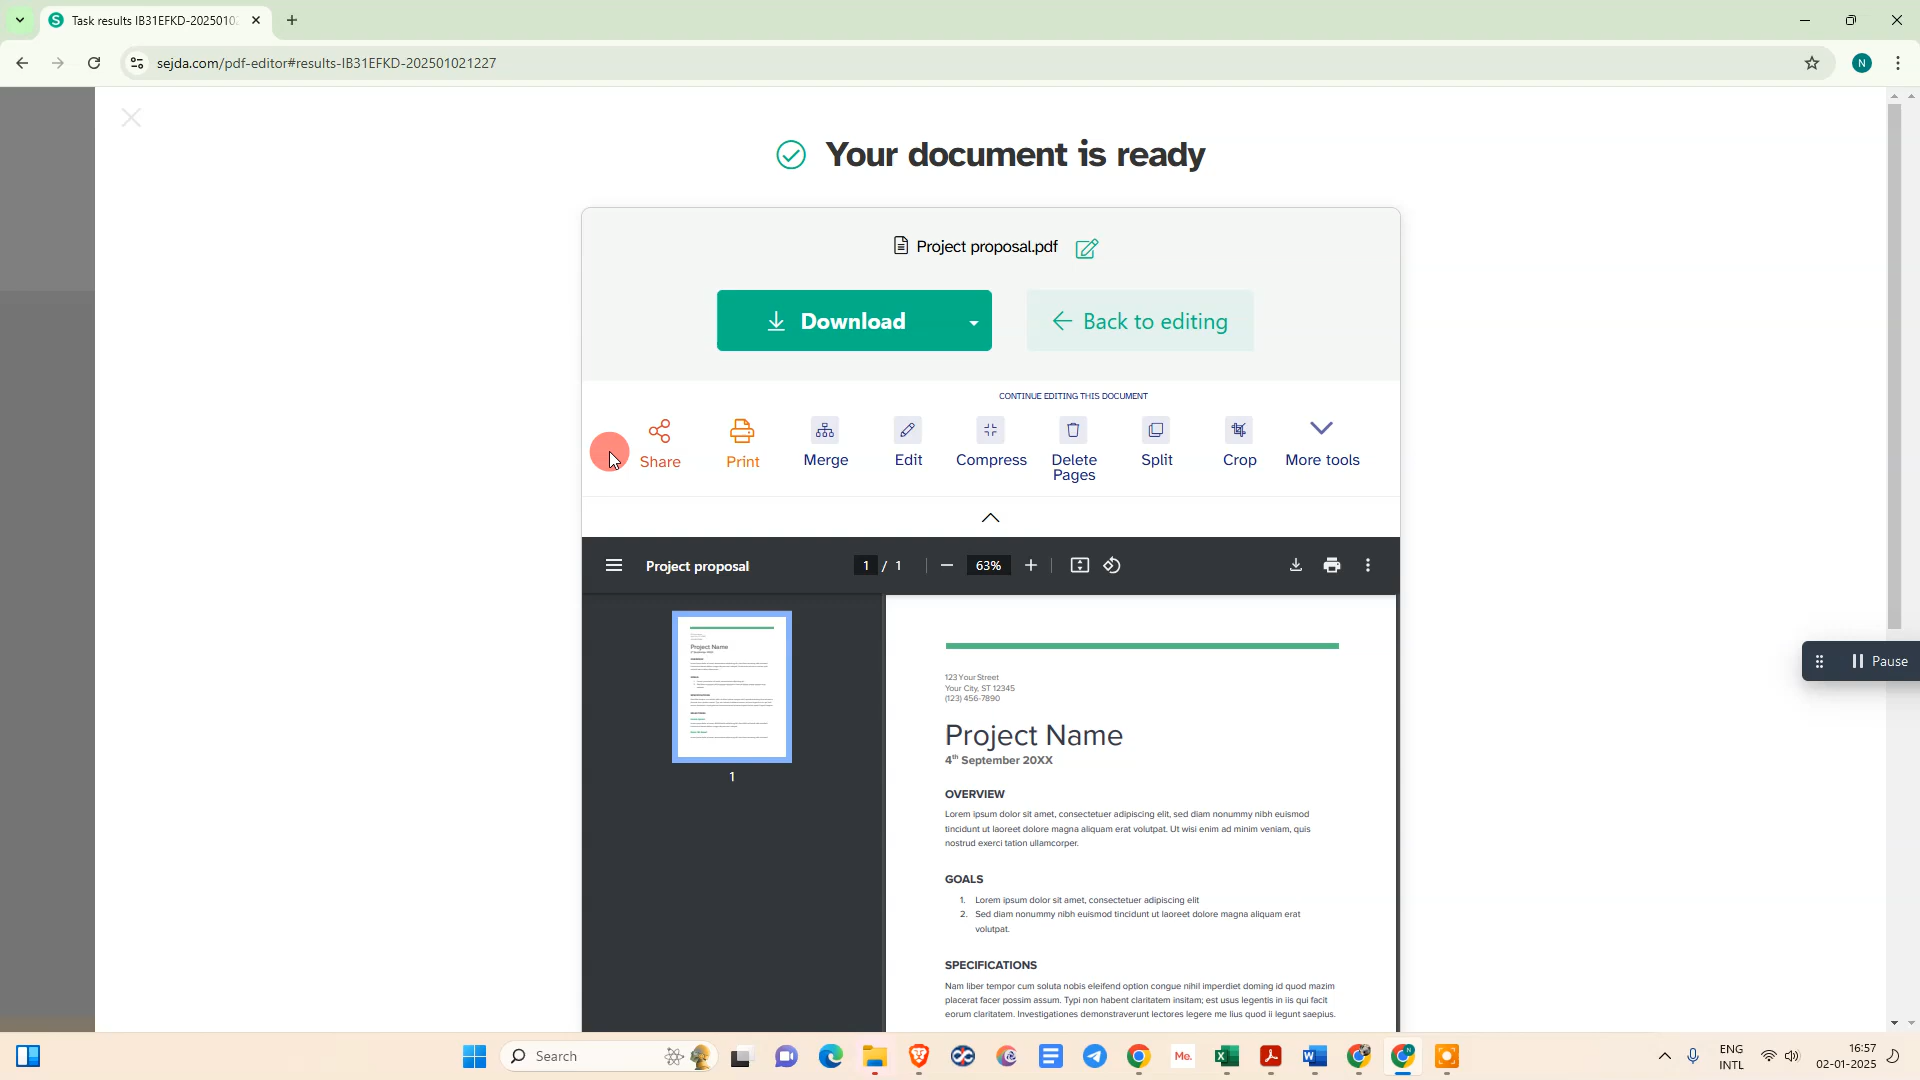 Task results IB31EFKD-2025010
sejda.com/pdf-editor#results-IB31EFKD-202501021227
N
Your document is ready
Project proposal.pdf
Download
Back to editing
CONTINUE EDITING THIS DOCUMENT
Share
Print
Merge
Edit
Compress
Delete
Pages
Split
Crop
More tools
Project proposal
1 / 1
63%
1
123 Your Street
Your City, ST 12345
(123) 456-7890
Project Name
4th September 20XX
OVERVIEW
Lorem ipsum dolor sit amet, consectetuer adipiscing elit, sed diam nonummy nibh euismod
tincidunt ut laoreet dolore magna aliquam erat volutpat. Ut wisi enim ad minim veniam, quis
nostrud exerci tation ullamcorper.
GOALS
1. Lorem ipsum dolor sit amet, consectetuer adipiscing elit
2. Sed diam nonummy nibh euismod tincidunt ut laoreet dolore magna aliquam erat
volutpat.
SPECIFICATIONS
Nam liber tempor cum soluta nobis eleifend option congue nihil imperdiet doming id quod mazim
placerat facer possim assum. Typi non habent claritatem insitam; est usus legentis in iis qui facit
eorum claritatem. Investigationes demonstraverunt lectores legere me lius quod ii legunt saepius.
Pause
Search
Me.
ENG
INTL
16:57
02-01-2025